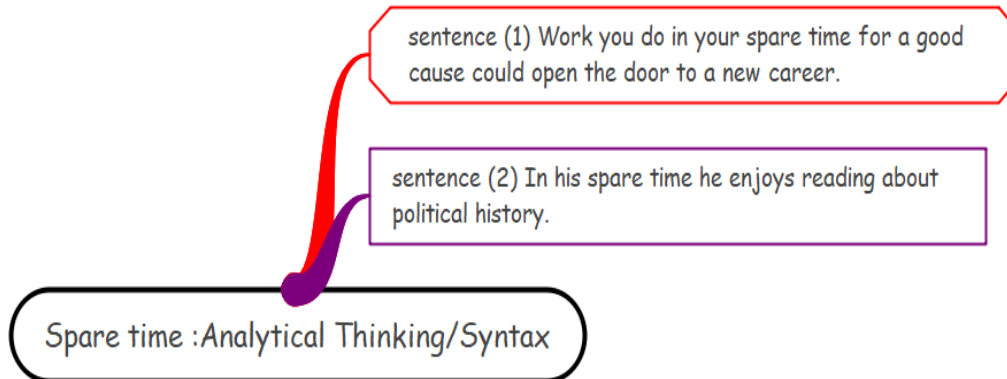 sentence (1) Work you do in your spare time for a good
cause could open the door to a new career.
sentence (2) In his spare time he enjoys reading about
political history.
Spare time :Analytical Thinking/Syntax